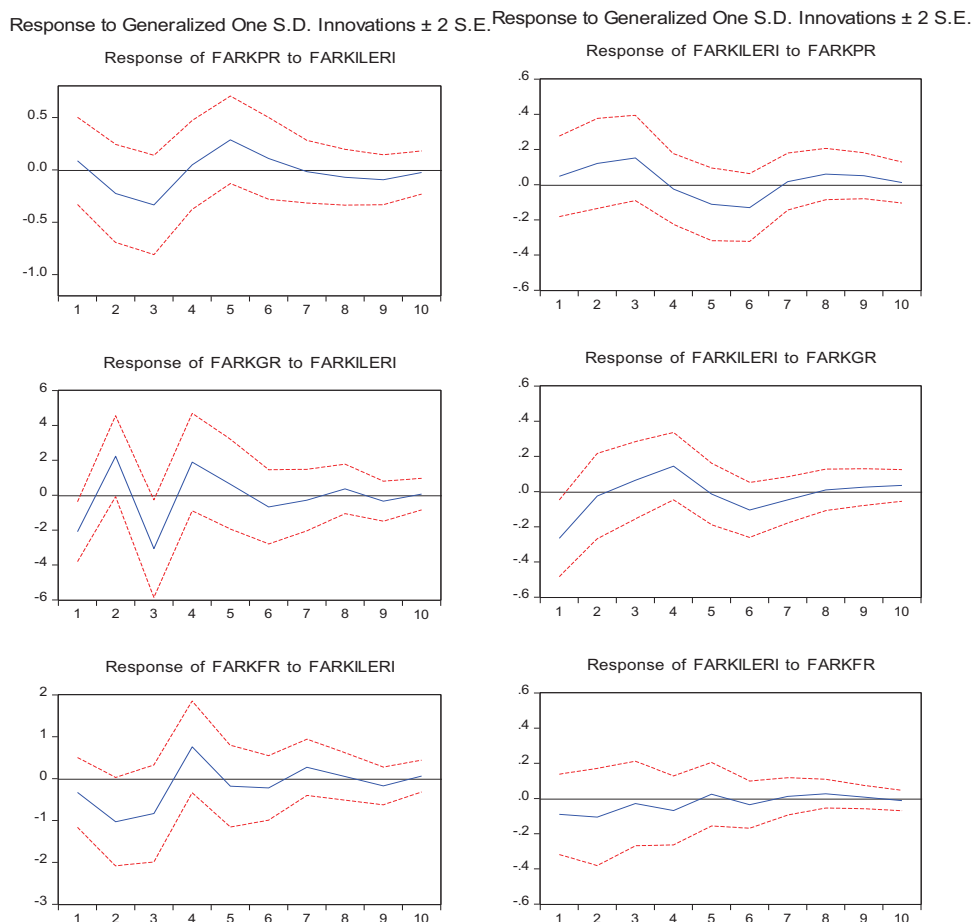 Response to Generalized One S.D. Innovations ± 2 S.E.
Response of FARKPR to FARKILERI
0.5
0.0
-0.5
-1.0
1 2 3 4 5 6 7 8 9 10
Response of FARKGR to FARKILERI
6
4
2
0
-2
-4
-6
1 2 3 4 5 6 7 8 9 10
Response of FARKFR to FARKILERI
2
1
0
-1
-2
-3
1 2 3 4 5 6 7 8 9 10
Response to Generalized One S.D. Innovations ± 2 S.E.
Response of FARKILERI to FARKPR
.6
.4
.2
.0
-.2
-.4
-.6
1 2 3 4 5 6 7 8 9 10
Response of FARKILERI to FARKGR
.6
.4
.2
.0
-.2
-.4
-.6
1 2 3 4 5 6 7 8 9 10
Response of FARKILERI to FARKFR
.6
.4
.2
.0
-.2
-.4
-.6
1 2 3 4 5 6 7 8 9 10